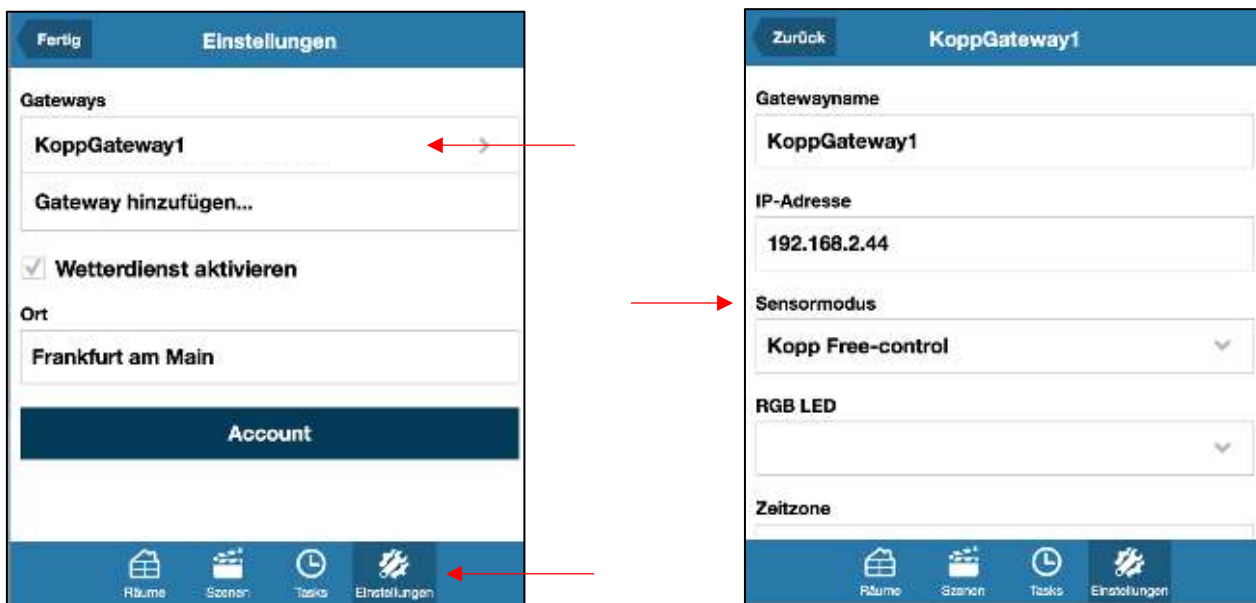 Fertig
Einstellungen
Gateways
KoppGateway1
Gateway hinzufügen...
Wetterdienst aktivieren
Ort
Frankfurt am Main
Account
Räume Szenen Tasks Einstellungen
Zurück
KoppGateway1
Gatewayname
KoppGateway1
IP-Adresse
192.168.2.44
Sensormodus
Kopp Free-control
RGB LED
Zeitzone
Räume Szenen Tasks Einstellungen